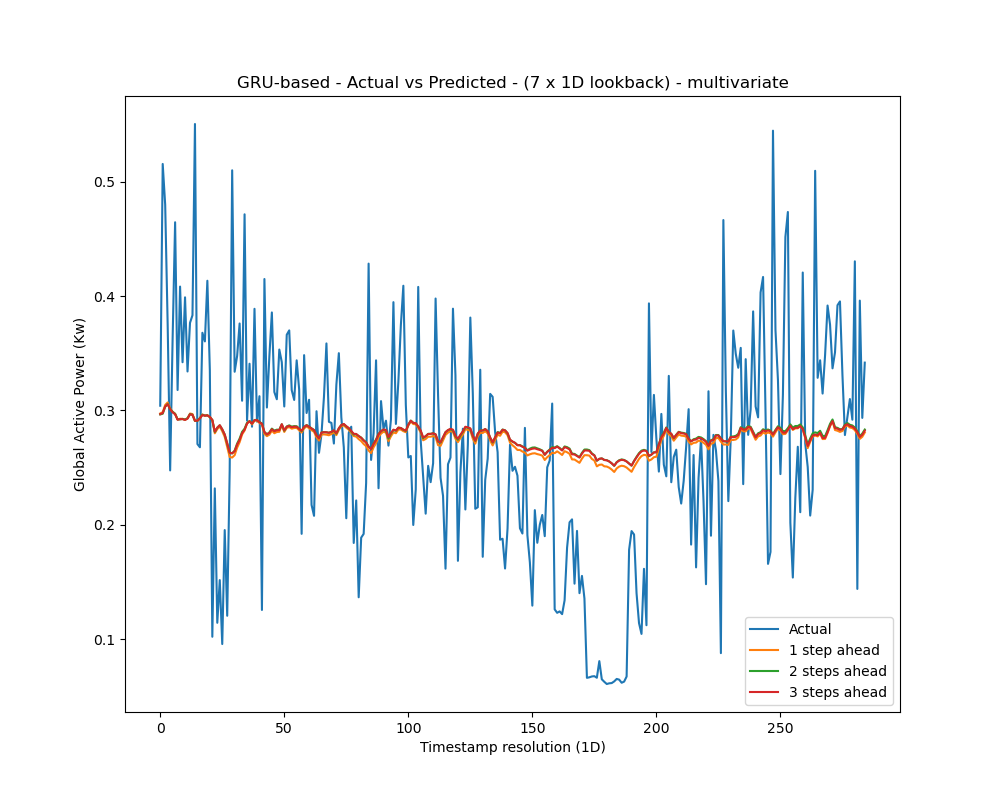 GRU-based - Actual vs Predicted - (7 x 1D lookback) - multivariate
Global Active Power (Kw)
0.5
0.4
0.3
0.2
0.1
0 50 100 150 200 250
Timestamp resolution (1D)
Actual
1 step ahead
2 steps ahead
3 steps ahead